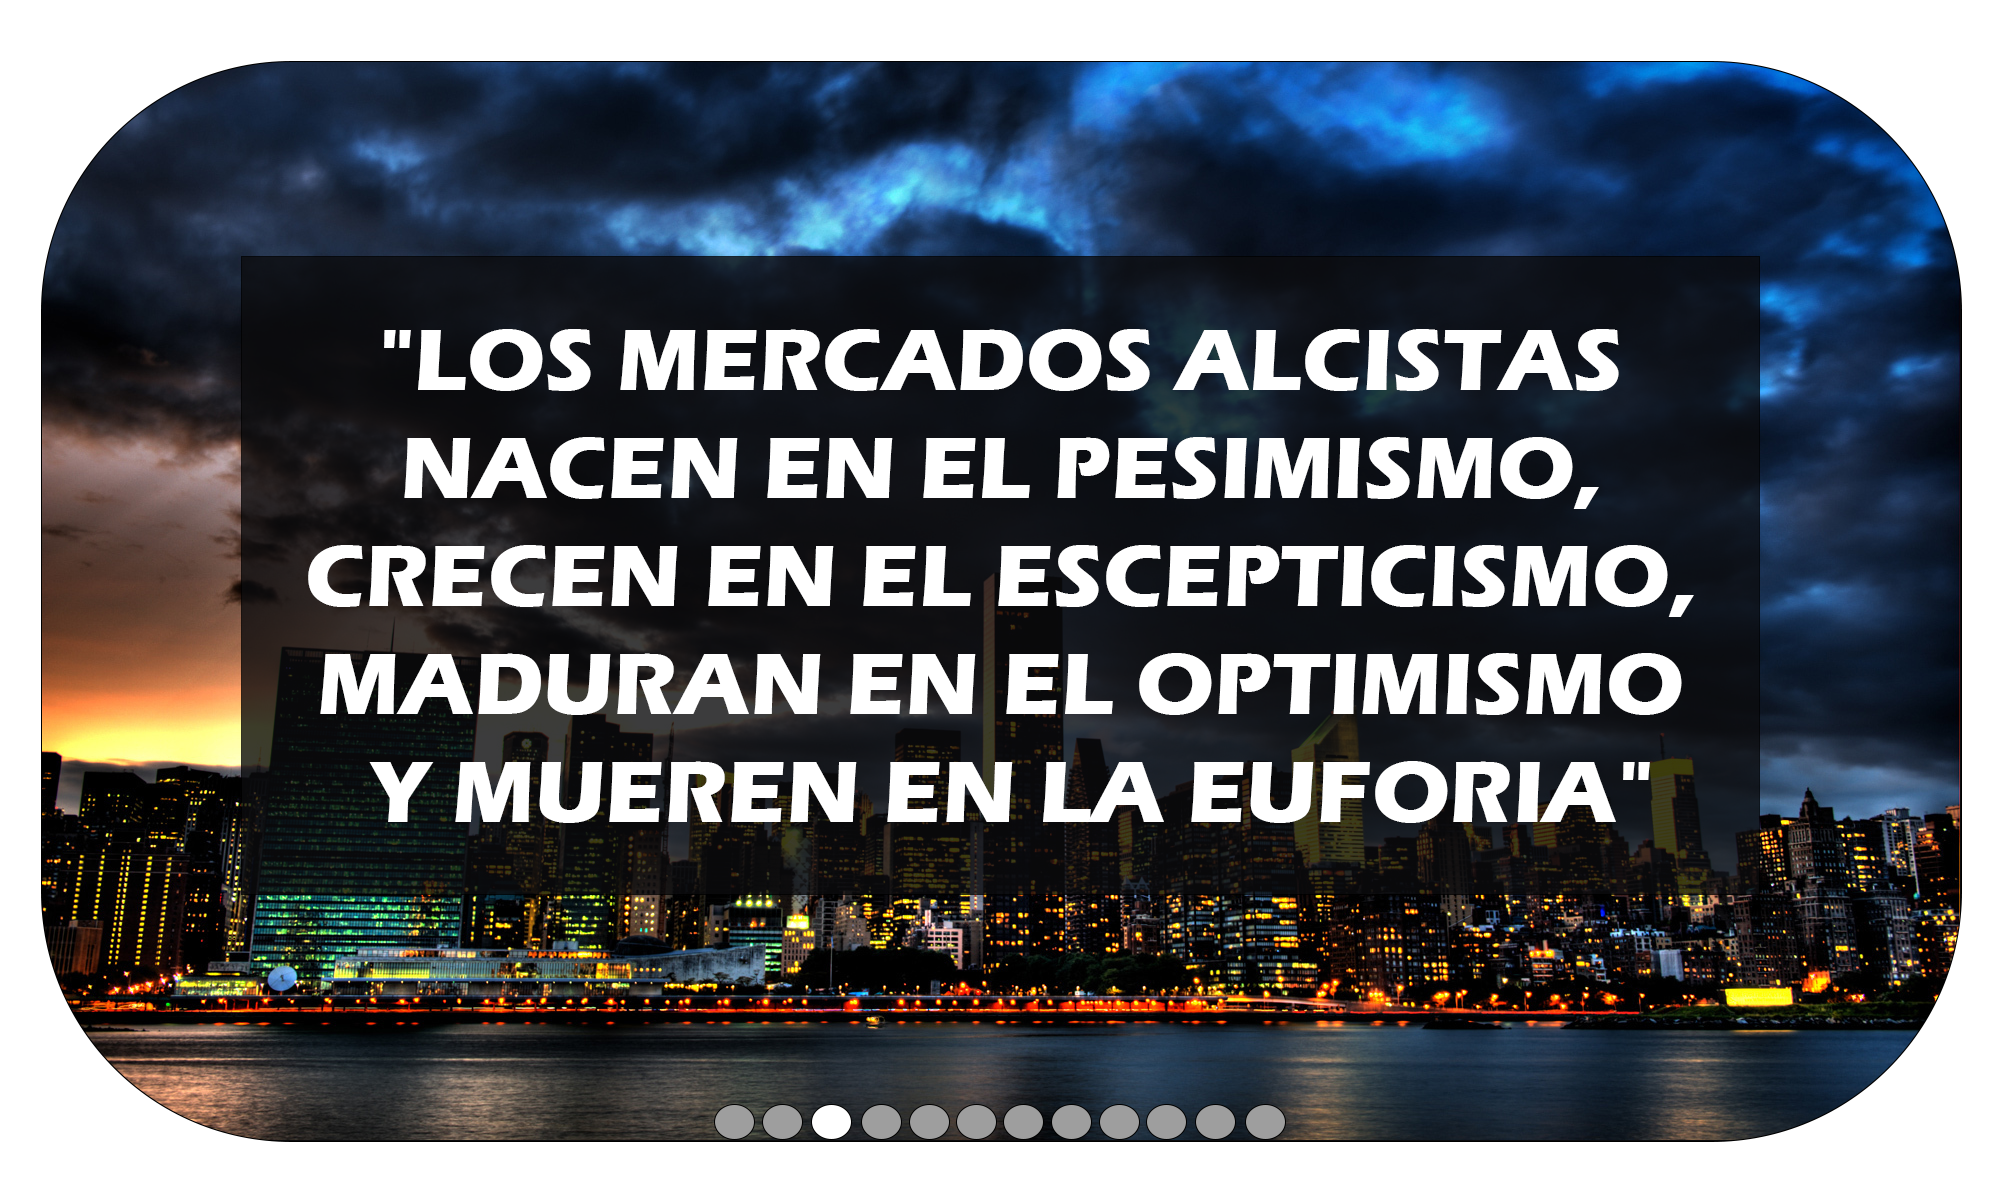 "LOS MERCADOS ALCISTAS
NACEN EN EL PESIMISMO,
CRECEN EN EL ESCEPTICISMO,
MADURAN EN EL OPTIMISMO
Y MUEREN EN LA EUFORIA"